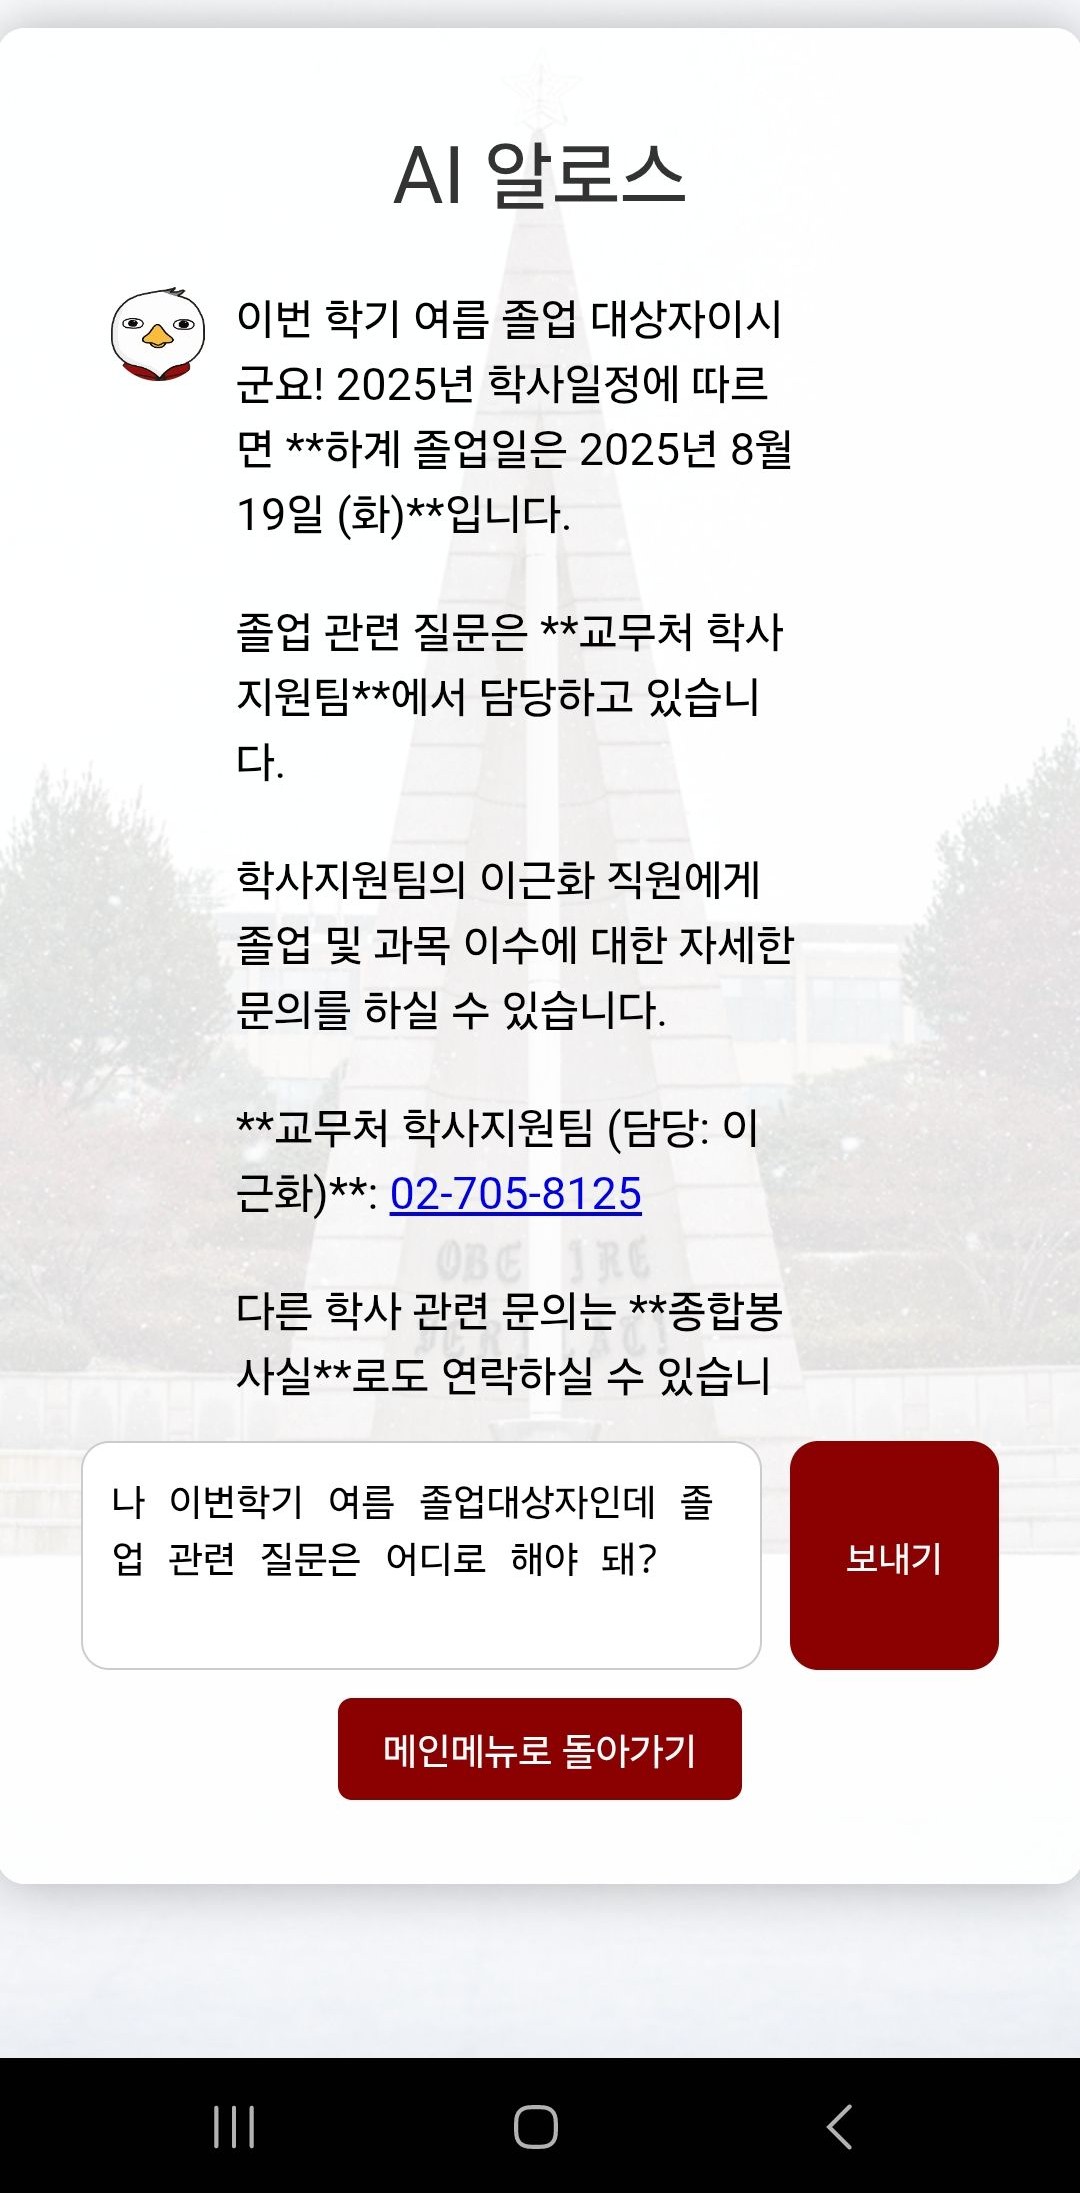 AI 알로스
이번 학기 여름 졸업 대상자이시
군요! 2025년 학사일정에 따르
면 **하계 졸업일은 2025년 8월
19일 (화)**입니다.
졸업 관련 질문은 **교무처 학사
지원팀**에서 담당하고 있습니
다.
학사지원팀의 이근화 직원에게
졸업 및 과목 이수에 대한 자세한
문의를 하실 수 있습니다.
**교무처 학사지원팀 (담당: 이
근화)**: 02-705-8125
OBEDIRE
VERITATI
다른 학사 관련 문의는 **종합봉
사실**로도 연락하실 수 있습니
나 이번학기 여름 졸업대상자인데 졸
업 관련 질문은 어디로 해야 돼?
보내기
메인메뉴로 돌아가기